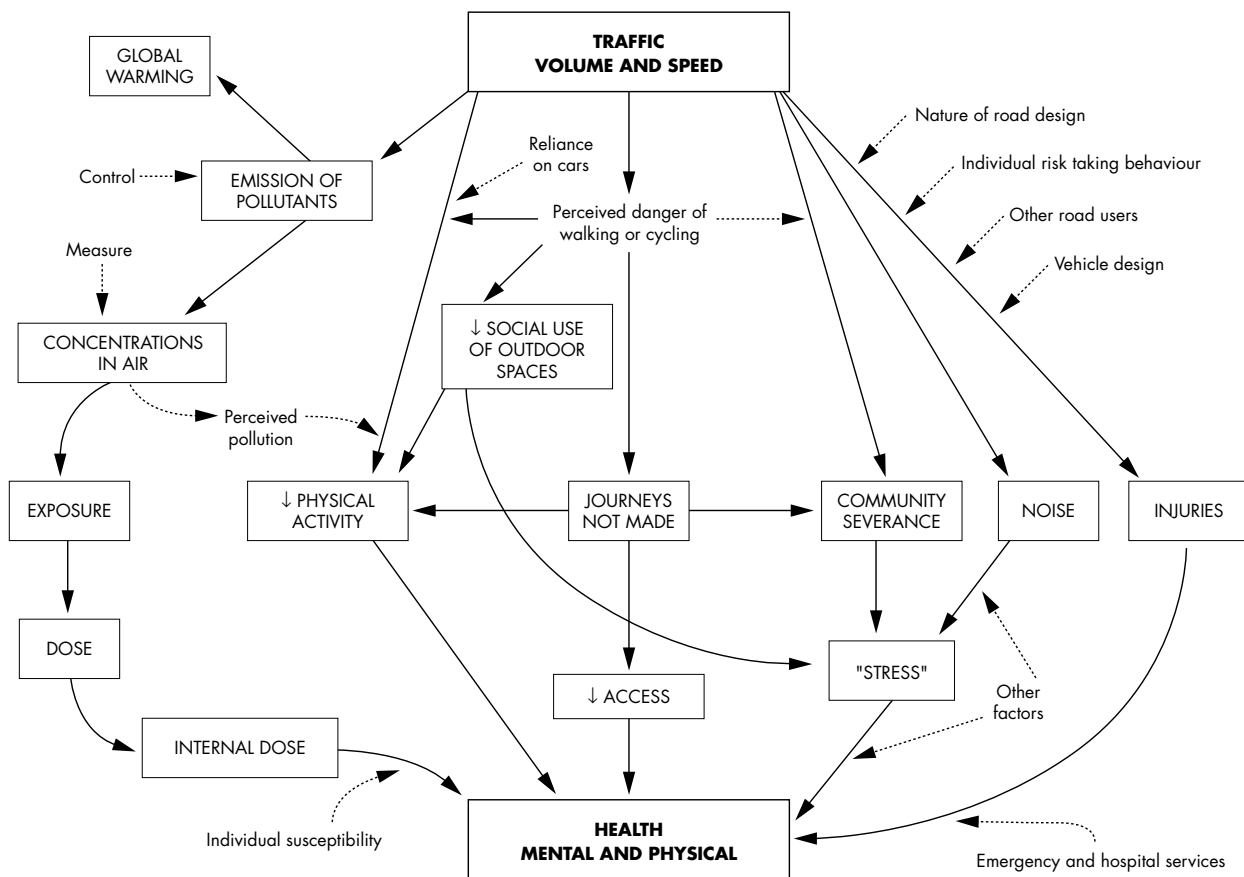 TRAFFIC
VOLUME AND SPEED
GLOBAL
WARMING
Nature of road design
Reliance
on cars
Individual risk taking behaviour
Control
EMISSION OF
POLLUTANTS
Perceived danger of
walking or cycling
Other road users
Measure
Vehicle design
CONCENTRATIONS
IN AIR
↓ SOCIAL USE
OF OUTDOOR
SPACES
Perceived
pollution
EXPOSURE
↓ PHYSICAL
ACTIVITY
JOURNEYS
NOT MADE
COMMUNITY
SEVERANCE
NOISE
INJURIES
DOSE
"STRESS"
↓ ACCESS
Other
factors
INTERNAL DOSE
Individual susceptibility
HEALTH
MENTAL AND PHYSICAL
Emergency and hospital services